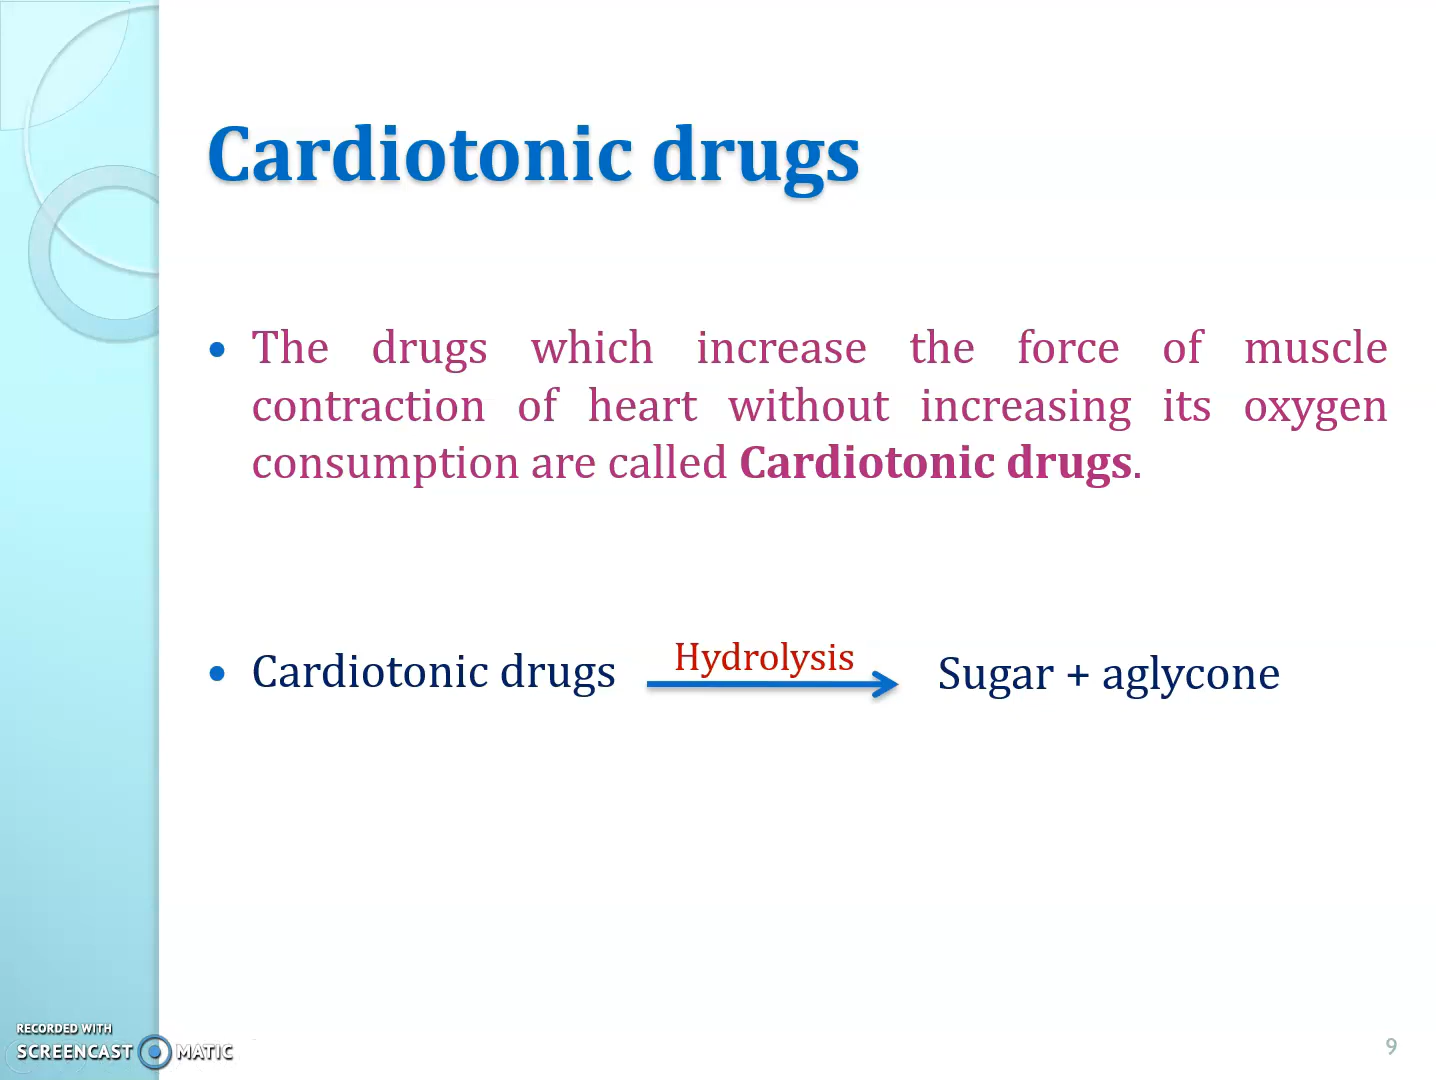 Cardiotonic drugs
• The drugs which increase the force of muscle
contraction of heart without increasing its oxygen
consumption are called Cardiotonic drugs.
Hydrolysis
• Cardiotonic drugs Sugar + aglycone
RECORDED WITH
SCREENCAST MATIC
9